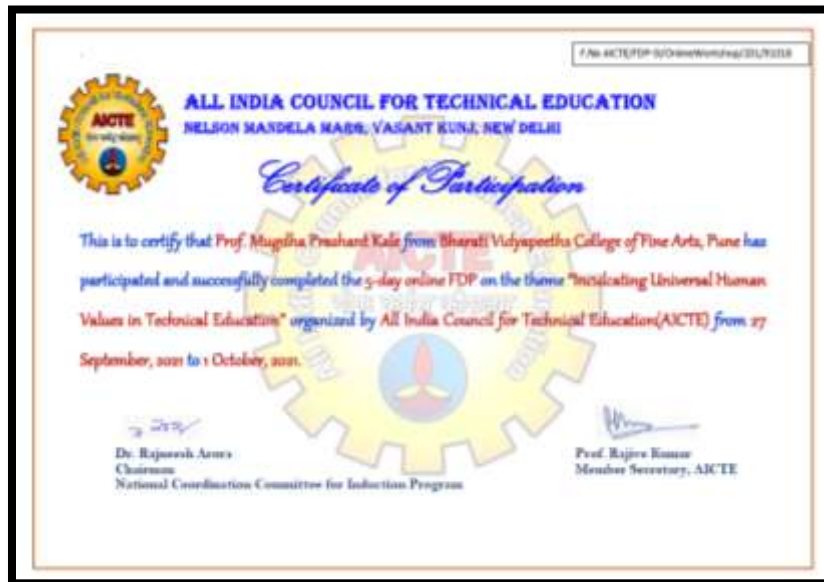 ALL INDIA COUNCIL FOR TECHNICAL EDUCATION
NELSON MANDELA MARG, VASANT KUNJ, NEW DELHI
AICTE
Certificate of Participation
This is to certify that Prof. Mugdha Prashant Kale from Bharati Vidyapeeths College of Fine Arts, Pune has
participated and successfully completed the 5-day online FDP on the theme "Inculcating Universal Human
Values in Technical Education" organized by All India Council for Technical Education(AICTE) from 27
September, 2021 to 1 October, 2021.
Dr. Rajneesh Arora
Chairman
National Coordination Committee for Induction Program
Prof. Rajive Kumar
Member Secretary, AICTE